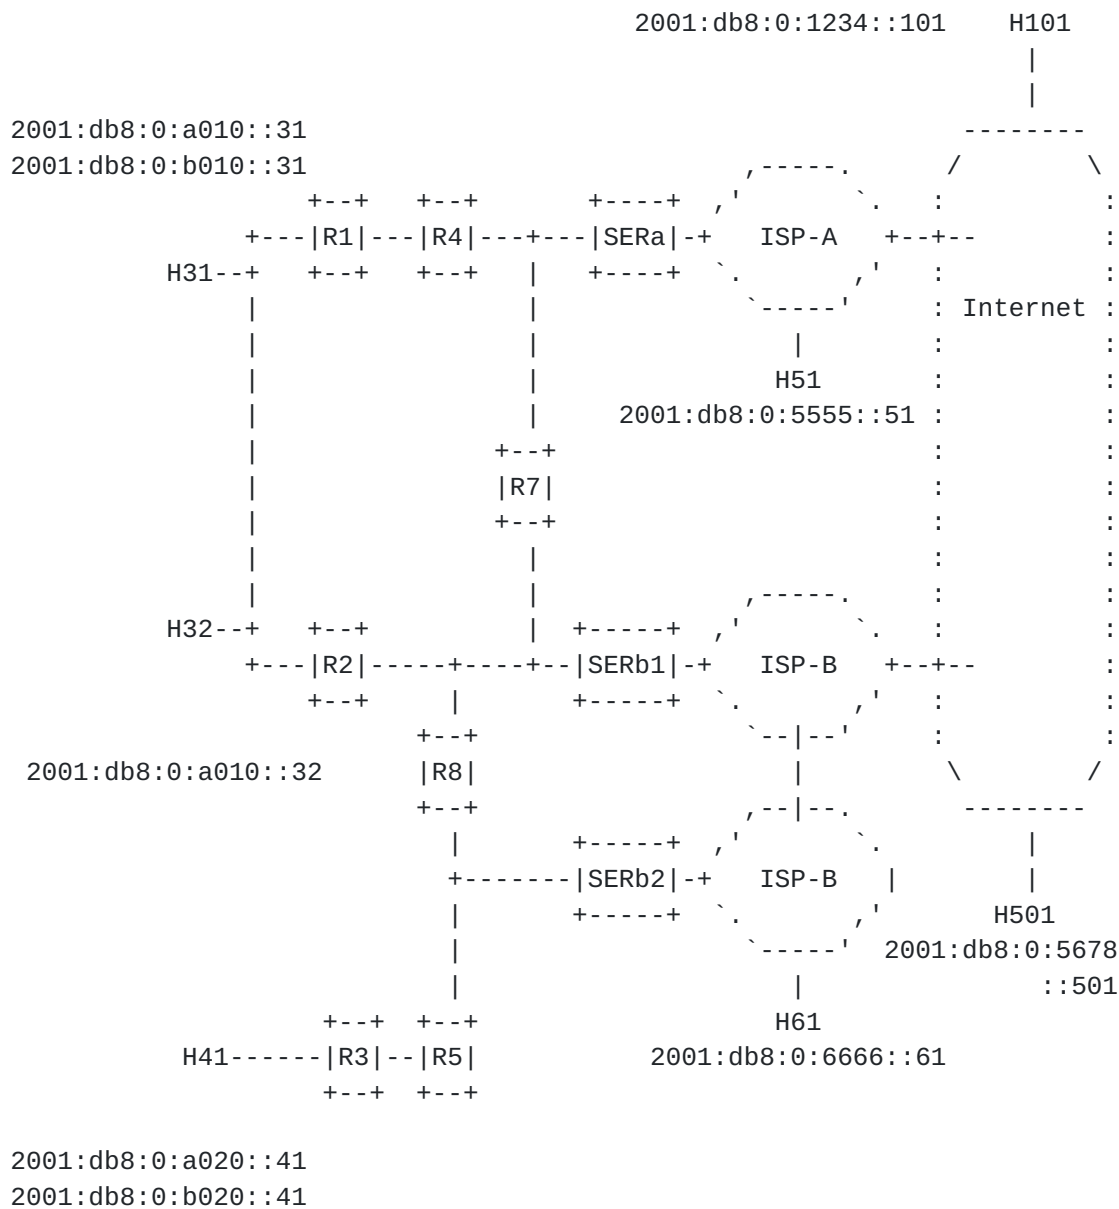 2001:db8:0:1234::101    H101
2001:db8:0:a010::31
2001:db8:0:b010::31
R1 R4 SERa ISP-A
H31
Internet
H51
2001:db8:0:5555::51
R7
H32
R2 SERb1 ISP-B
2001:db8:0:a010::32 R8
SERb2 ISP-B
H501
2001:db8:0:5678
::501
H61
H41 R3 R5 2001:db8:0:6666::61
2001:db8:0:a020::41
2001:db8:0:b020::41